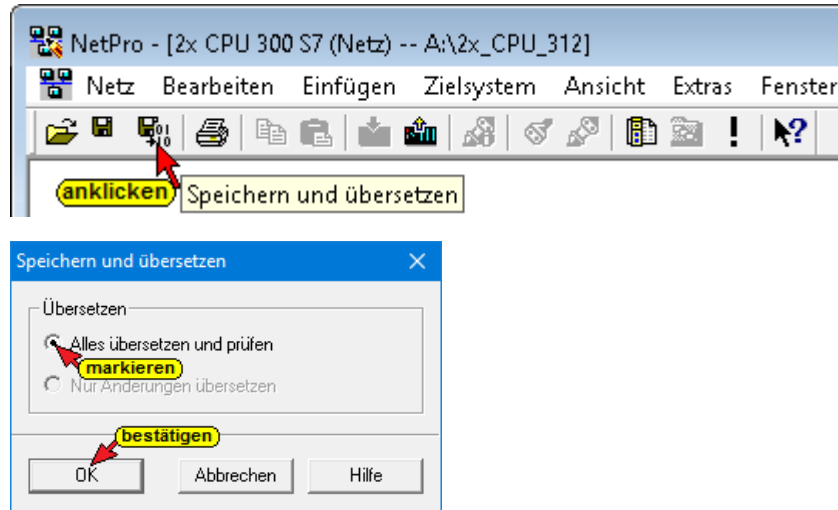 NetPro - [2x CPU 300 S7 (Netz) -- A:\2x_CPU_312]
Netz Bearbeiten Einfügen Zielsystem Ansicht Extras Fenster
anklicken Speichern und übersetzen
Speichern und übersetzen
Übersetzen
Alles übersetzen und prüfen
markieren
Nur Änderungen übersetzen
bestätigen
OK Abbrechen Hilfe